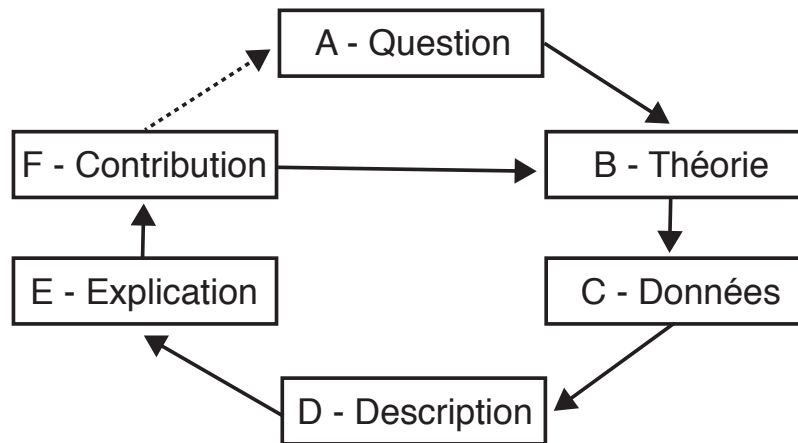 A - Question
F - Contribution
B - Théorie
E - Explication
C - Données
D - Description